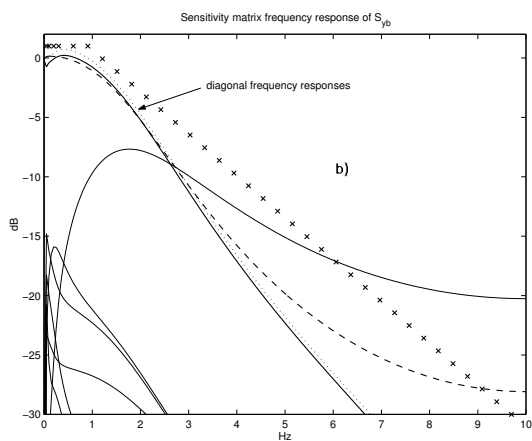 Sensitivity matrix frequency response of S_yb
0
−5
−10
−15
−20
−25
−30
dB
diagonal frequency responses
b)
0 1 2 3 4 5 6 7 8 9 10
Hz